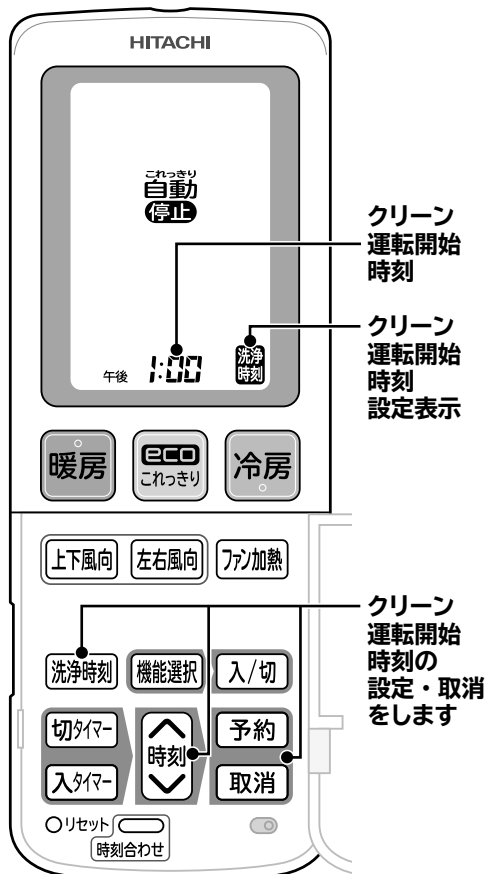 HITACHI
これっきり
自動
停止
午後 1:00
洗浄
時刻
クリーン
運転開始
時刻
クリーン
運転開始
時刻
設定表示
暖房
eco
これっきり
冷房
上下風向
左右風向
ファン加熱
クリーン
運転開始
時刻の
設定・取消
をします
洗浄時刻
機能選択
入/切
切タイマー
時刻
予約
入タイマー
取消
リセット
時刻合わせ